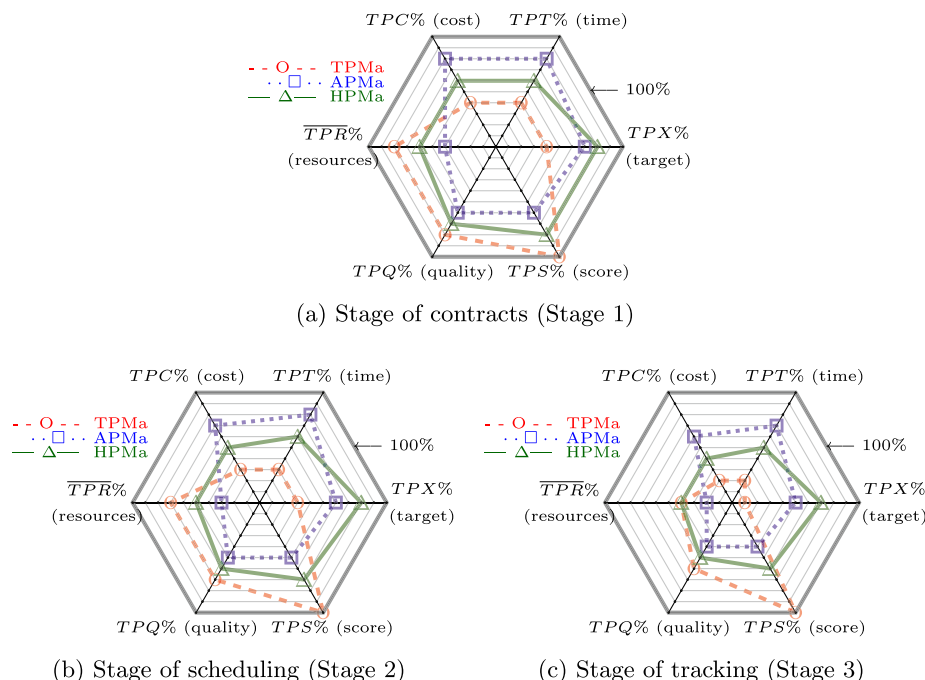 TPC% (cost) TPT% (time)
TPMa
APMa
HPMa
100%
TPR% (resources)
TPX% (target)
TPQ% (quality) TPS% (score)
(a) Stage of contracts (Stage 1)
TPC% (cost) TPT% (time)
TPMa
APMa
HPMa
100%
TPR% (resources)
TPX% (target)
TPQ% (quality) TPS% (score)
(b) Stage of scheduling (Stage 2)
TPC% (cost) TPT% (time)
TPMa
APMa
HPMa
100%
TPR% (resources)
TPX% (target)
TPQ% (quality) TPS% (score)
(c) Stage of tracking (Stage 3)